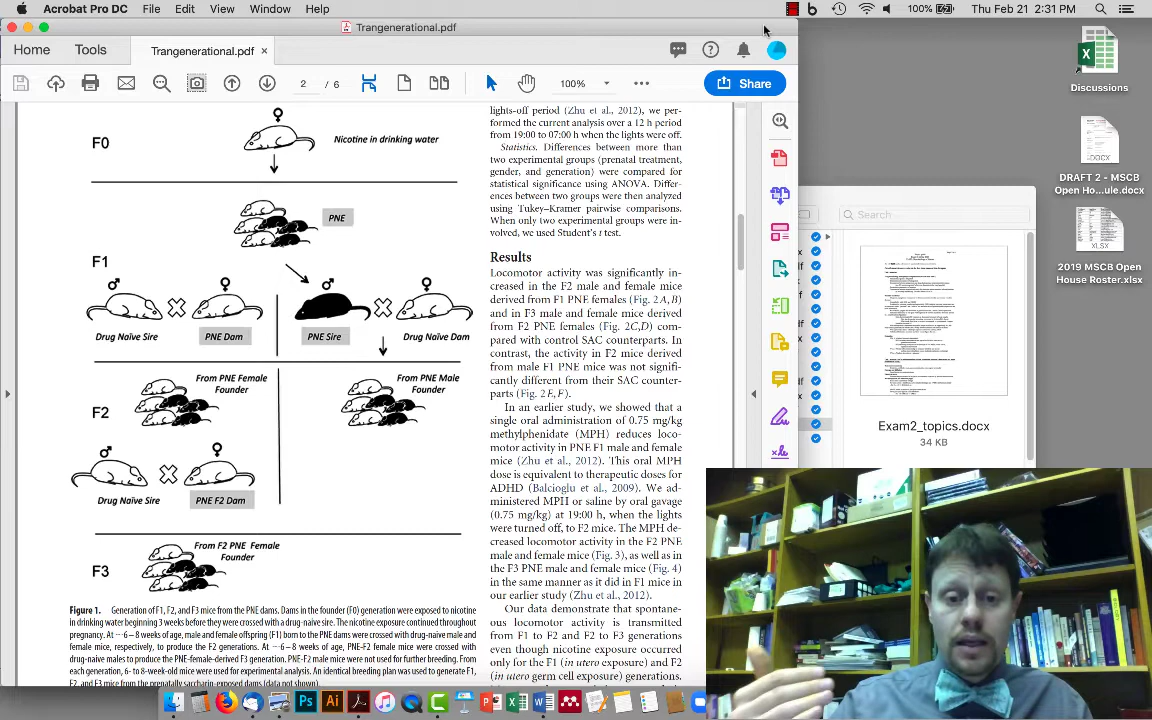 Acrobat Pro DC File Edit View Window Help
100% Thu Feb 21 2:31 PM
Trangenerational.pdf
Home Tools Trangenerational.pdf ×
2 / 6 100% Share
F0
Nicotine in drinking water
PNE
F1
Drug Naïve Sire
PNE Dam
PNE Sire
Drug Naïve Dam
From PNE Female
Founder
From PNE Male
Founder
F2
Drug Naïve Sire
PNE F2 Dam
From F2 PNE Female
Founder
F3
Figure 1. Generation of F1, F2, and F3 mice from the PNE dams. Dams in the founder (F0) generation were exposed to nicotine
in drinking water beginning 3 weeks before they were crossed with a drug-naive sire. The nicotine exposure continued throughout
pregnancy. At
6–8 weeks of age, male and female offspring (F1) born to the PNE dams were crossed with drug-naive male and
female mice, respectively, to produce the F2 generations. At
6–8 weeks of age, PNE-F2 female mice were crossed with
drug-naive males to produce the PNE-female-derived F3 generation. PNE-F2 male mice were not used for further breeding. From
each generation, 6- to 8-week-old mice were used for experimental analysis. An identical breeding plan was used to generate F1,
F2, and F3 mice from the prenatally saccharin-exposed dams (data not shown).
lights-off period (Zhu et al., 2012), we per-
formed the current analysis over a 12 h period
from 19:00 to 07:00 h when the lights were off.
Statistics. Differences between more than
two experimental groups (prenatal treatment,
gender, and generation) were compared for
statistical significance using ANOVA. Differ-
ences between two groups were then analyzed
using Tukey–Kramer pairwise comparisons.
When only two experimental groups were in-
volved, we used Student's t test.
Results
Locomotor activity was significantly in-
creased in the F2 male and female mice
derived from F1 PNE females (Fig. 2A,B)
and in F3 male and female mice derived
from F2 PNE females (Fig. 2C,D) com-
pared with control SAC counterparts. In
contrast, the activity in F2 mice derived
from male F1 PNE mice was not signifi-
cantly different from their SAC counter-
parts (Fig. 2E,F).
In an earlier study, we showed that a
single oral administration of 0.75 mg/kg
methylphenidate (MPH) reduces loco-
motor activity in PNE F1 male and female
mice (Zhu et al., 2012). This oral MPH
dose is equivalent to therapeutic doses for
ADHD (Balcioglu et al., 2009). We ad-
ministered MPH or saline by oral gavage
(0.75 mg/kg) at 19:00 h, when the lights
were turned off, to F2 mice. The MPH de-
creased locomotor activity in the F2 PNE
male and female mice (Fig. 3), as well as in
the F3 PNE male and female mice (Fig. 4)
in the same manner as it did in F1 mice in
our earlier study (Zhu et al., 2012).
Our data demonstrate that spontane-
ous locomotor activity is transmitted
from F1 to F2 and F2 to F3 generations
even though nicotine exposure occurred
only for the F1 (in utero exposure) and F2
(in utero germ cell exposure) generations.
Search
Exam2_topics.docx
34 KB
Discussions
DOCX
DRAFT 2 - MSCB
Open Ho...ule.docx
XLSX
2019 MSCB Open
House Roster.xlsx